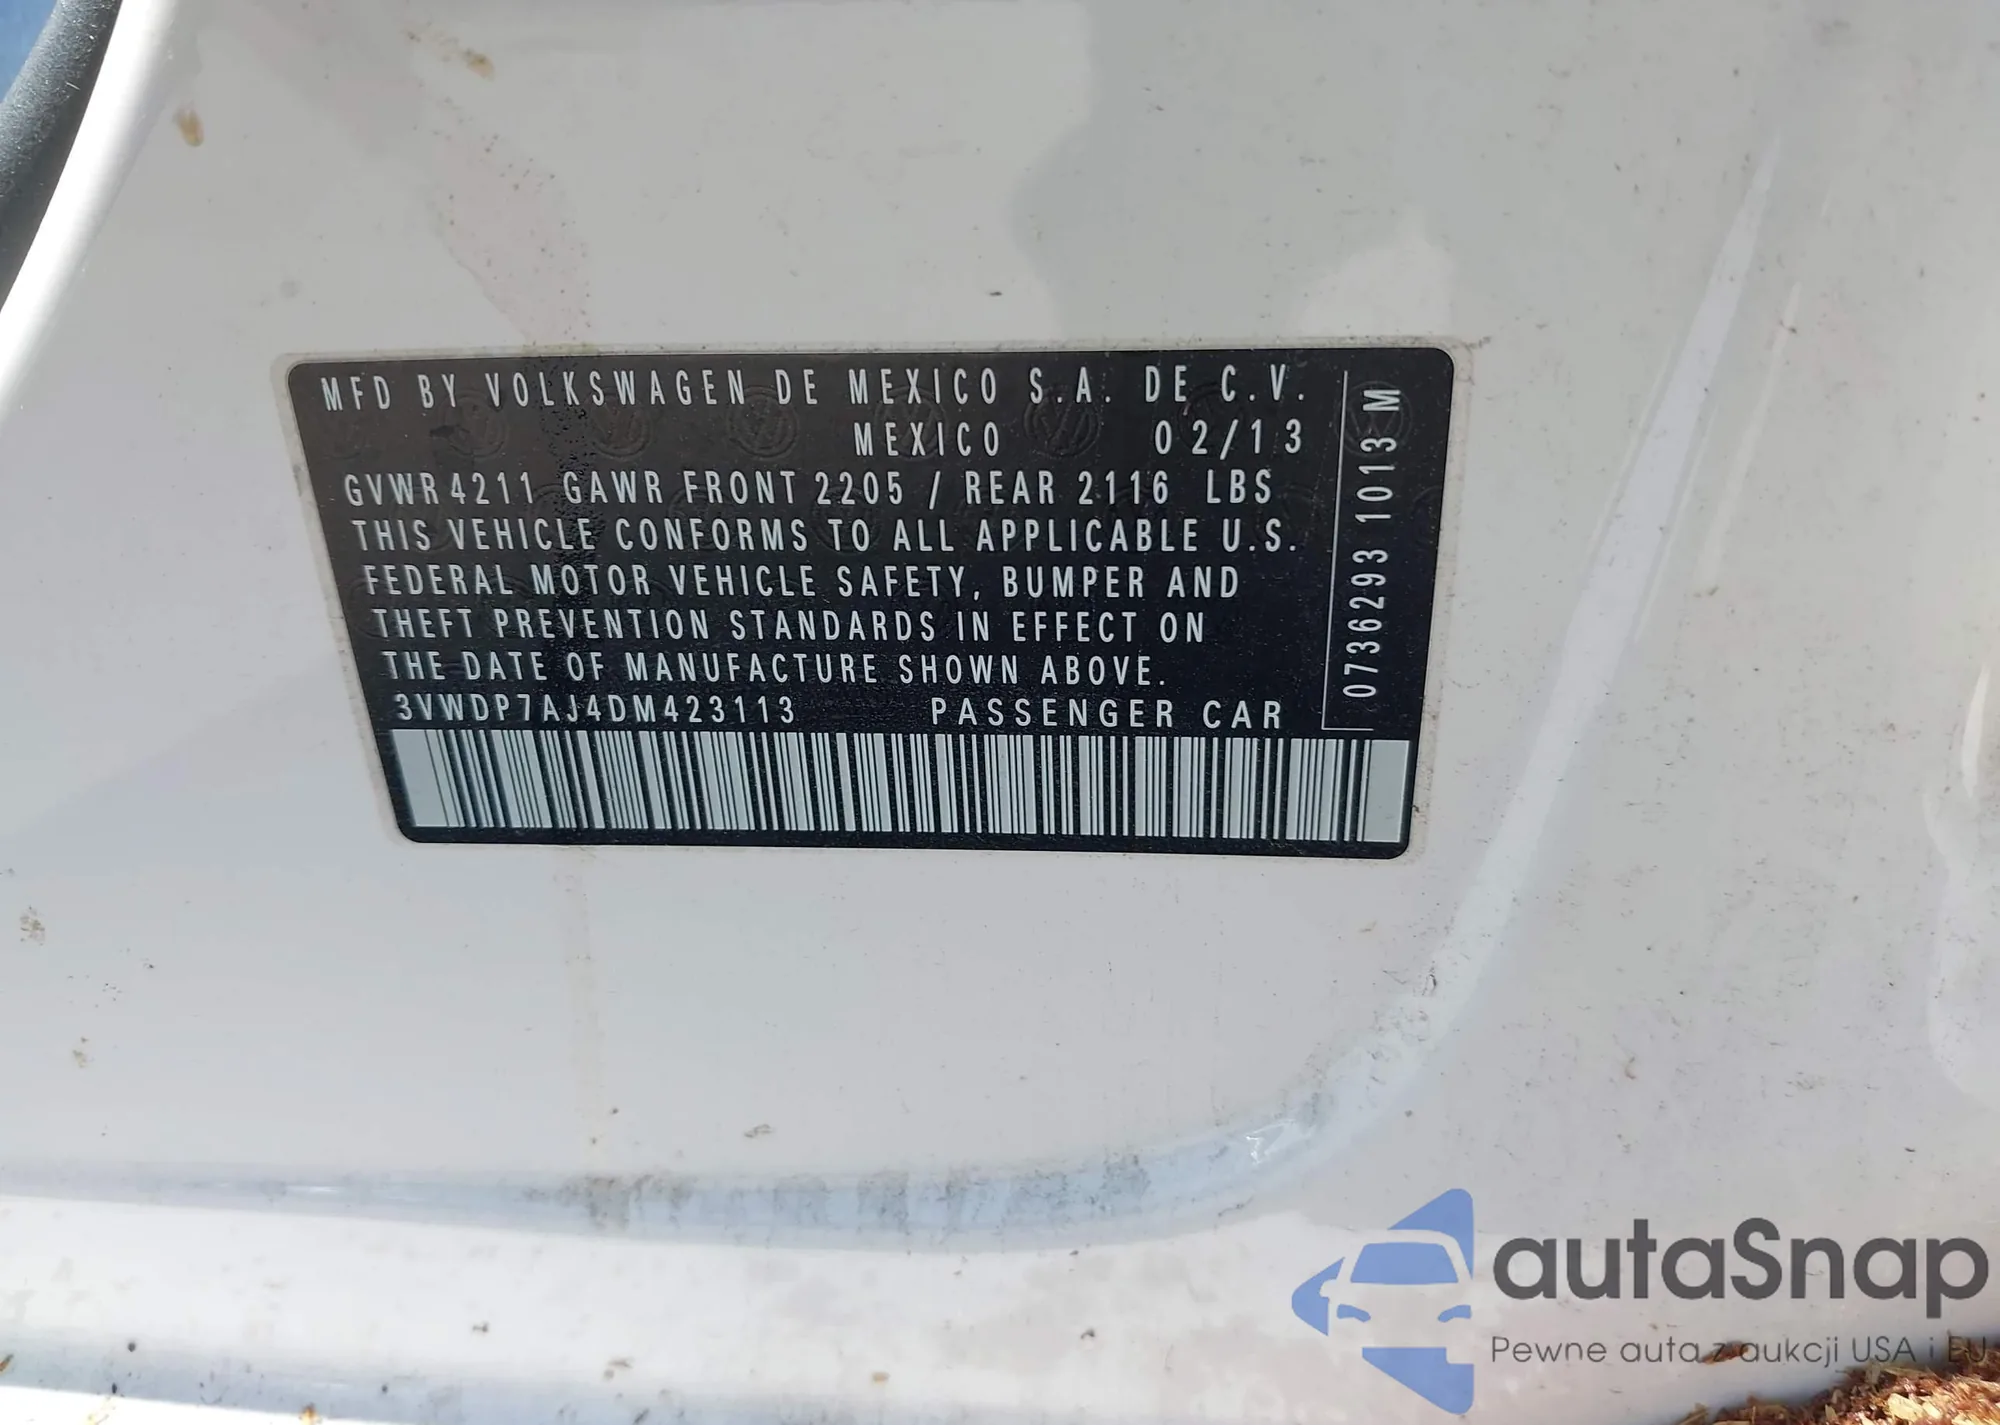 MFD BY VOLKSWAGEN DE MEXICO S.A. DE C.V.
MEXICO 02/13
GVWR 4211 GAWR FRONT 2205 / REAR 2116 LBS
THIS VEHICLE CONFORMS TO ALL APPLICABLE U.S.
FEDERAL MOTOR VEHICLE SAFETY, BUMPER AND
THEFT PREVENTION STANDARDS IN EFFECT ON
THE DATE OF MANUFACTURE SHOWN ABOVE.
3VWDP7AJ4DM423113 PASSENGER CAR
0736293 1013 M
autaSnap
Pewne auta z aukcji USA i EU